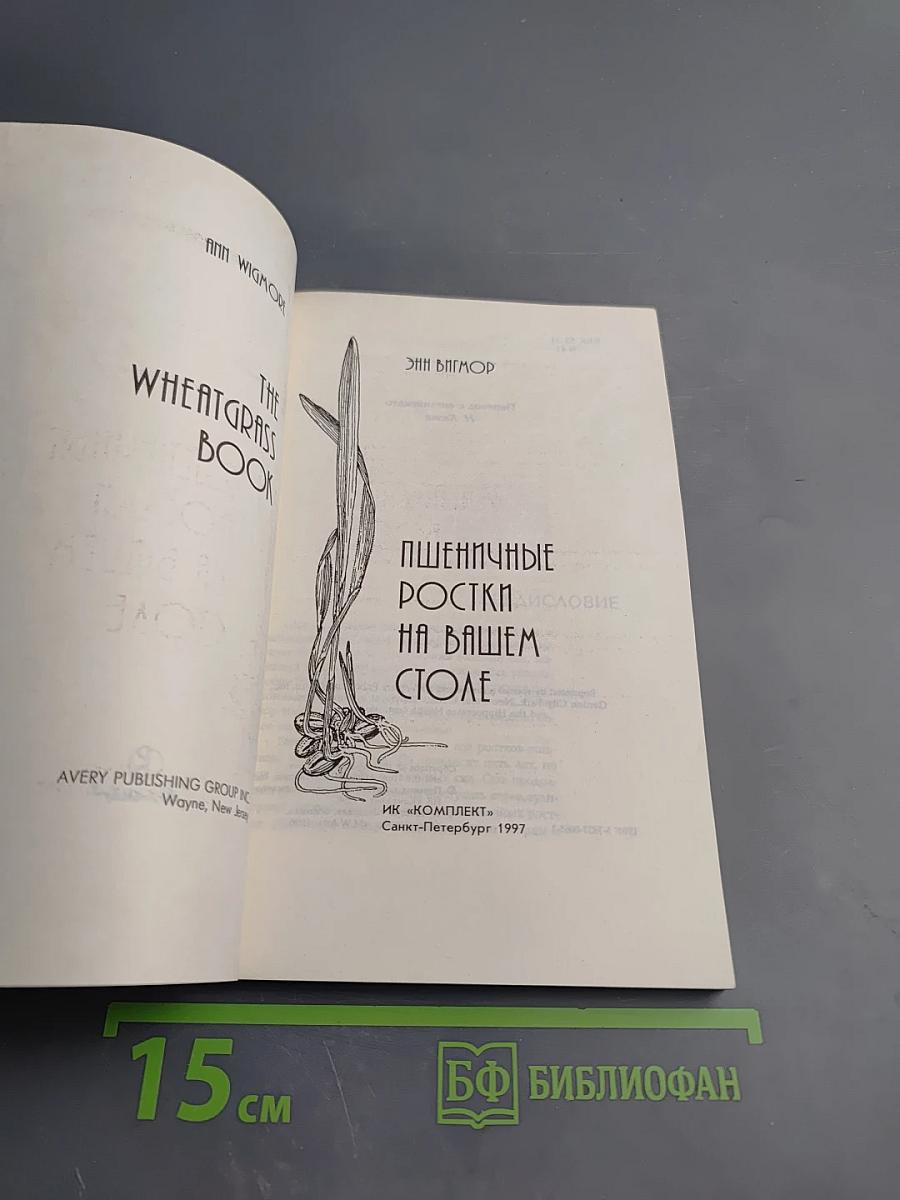 ANN WIGMORE
THE
WHEATGRASS
BOOK
AVERY PUBLISHING GROUP INC
Wayne, New Jersey
ЭНН ВИГМОР
ПШЕНИЧНЫЕ
РОСТКИ
НА ВАШЕМ
СТОЛЕ
ИК «КОМПЛЕКТ»
Санкт-Петербург 1997
15 см
БФ БИБЛИОФАН